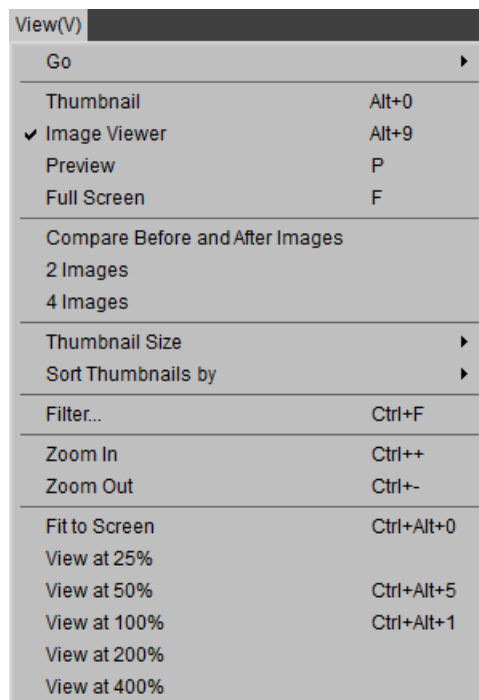 View(V)
Go
Thumbnail Alt+0
Image Viewer Alt+9
Preview P
Full Screen F
Compare Before and After Images
2 Images
4 Images
Thumbnail Size
Sort Thumbnails by
Filter... Ctrl+F
Zoom In Ctrl++
Zoom Out Ctrl+-
Fit to Screen Ctrl+Alt+0
View at 25%
View at 50% Ctrl+Alt+5
View at 100% Ctrl+Alt+1
View at 200%
View at 400%